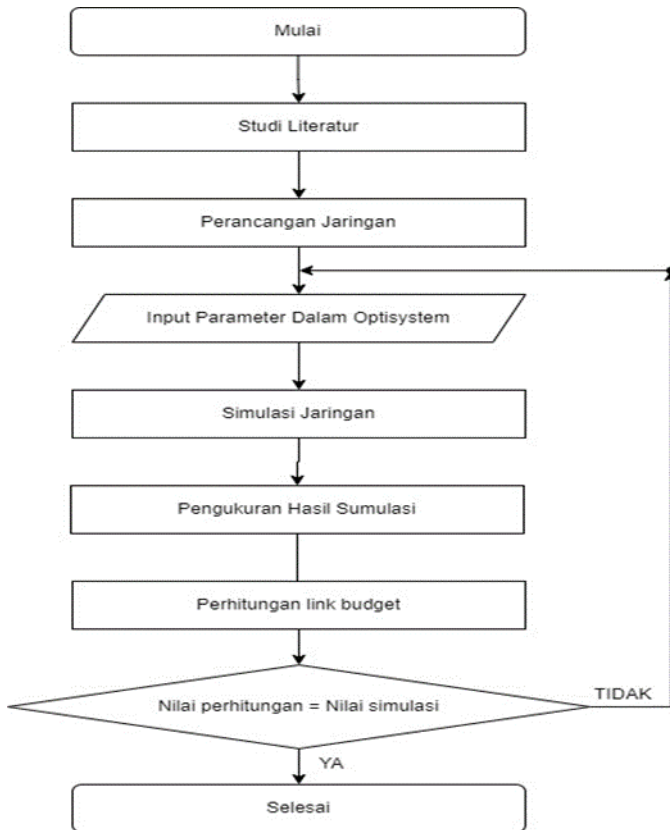 Mulai
Studi Literatur
Perancangan Jaringan
Input Parameter Dalam Optisystem
Simulasi Jaringan
Pengukuran Hasil Sumulasi
Perhitungan link budget
Nilai perhitungan = Nilai simulasi
TIDAK
YA
Selesai